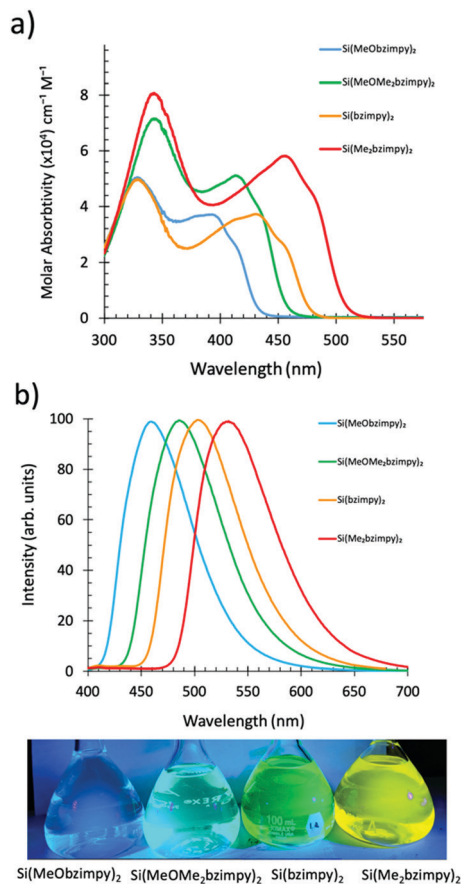 a)
Si(MeObzimpy)₂
Si(MeOMe₂bzimpy)₂
Si(bzimpy)₂
Si(Me₂bzimpy)₂
Molar Absorbtivity (x10⁴) cm⁻¹ M⁻¹
8
6
4
2
0
300 350 400 450 500 550
Wavelength (nm)
b)
Si(MeObzimpy)₂
Si(MeOMe₂bzimpy)₂
Si(bzimpy)₂
Si(Me₂bzimpy)₂
Intensity (arb. units)
100
80
60
40
20
0
400 450 500 550 600 650 700
Wavelength (nm)
100 mL
Si(MeObzimpy)₂ Si(MeOMe₂bzimpy)₂ Si(bzimpy)₂ Si(Me₂bzimpy)₂